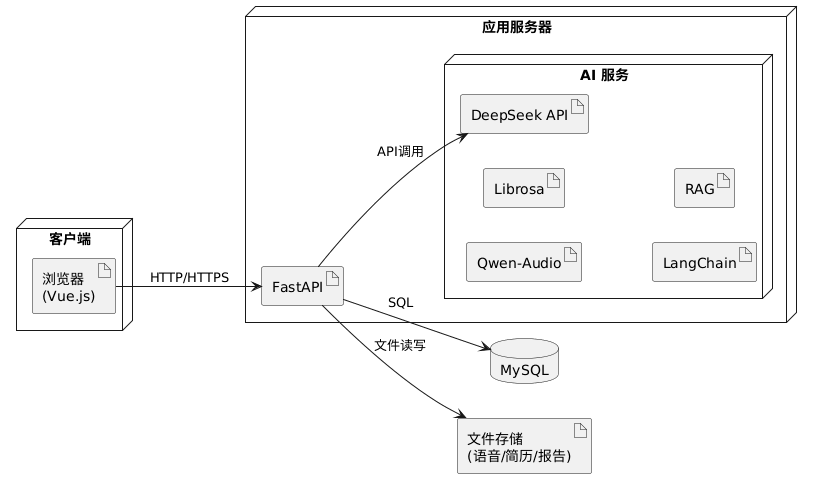 应用服务器
AI 服务
DeepSeek API
API调用
Librosa
RAG
客户端
浏览器
(Vue.js)
HTTP/HTTPS
FastAPI
Qwen-Audio
LangChain
SQL
文件读写
MySQL
文件存储
(语音/简历/报告)